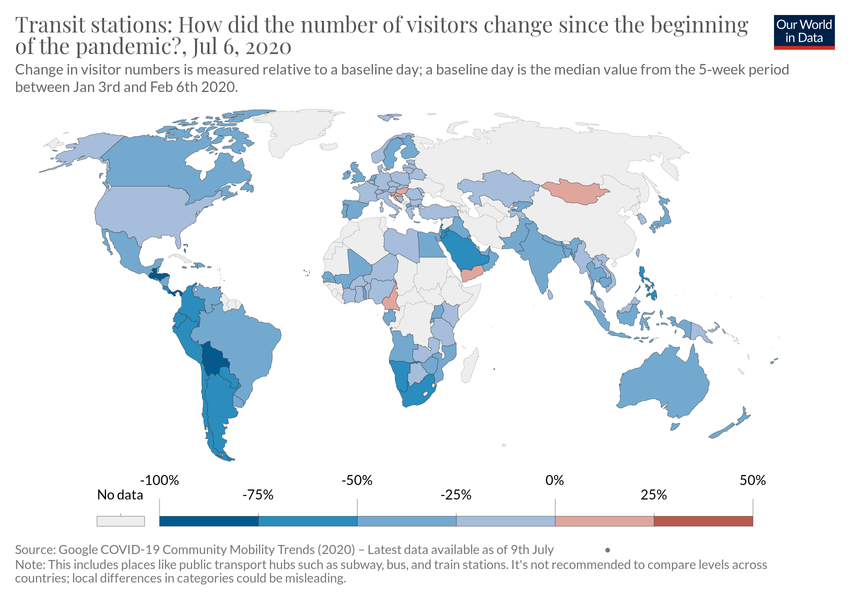 Transit stations: How did the number of visitors change since the beginning
of the pandemic?, Jul 6, 2020
Our World
in Data
Change in visitor numbers is measured relative to a baseline day; a baseline day is the median value from the 5-week period
between Jan 3rd and Feb 6th 2020.
-100% -50% 0% 50%
No data -75% -25% 25%
Source: Google COVID-19 Community Mobility Trends (2020) – Latest data available as of 9th July
Note: This includes places like public transport hubs such as subway, bus, and train stations. It's not recommended to compare levels across
countries; local differences in categories could be misleading.